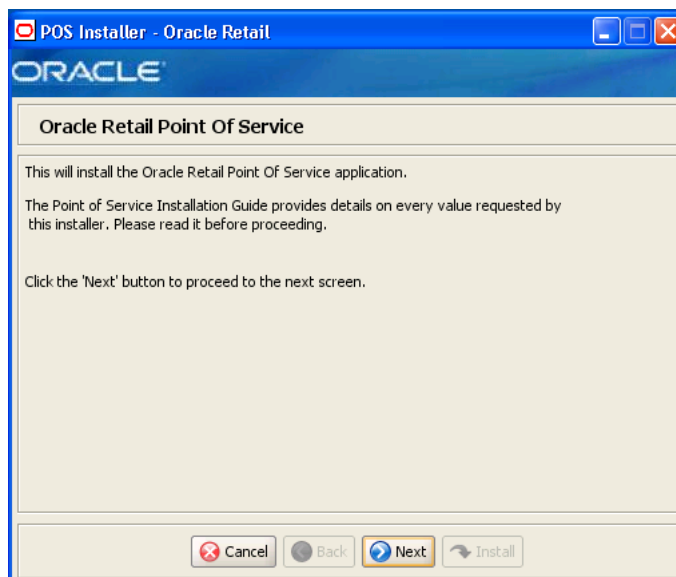 POS Installer - Oracle Retail
ORACLE
Oracle Retail Point Of Service
This will install the Oracle Retail Point Of Service application.
The Point of Service Installation Guide provides details on every value requested by
this installer. Please read it before proceeding.
Click the 'Next' button to proceed to the next screen.
Cancel Back Next Install